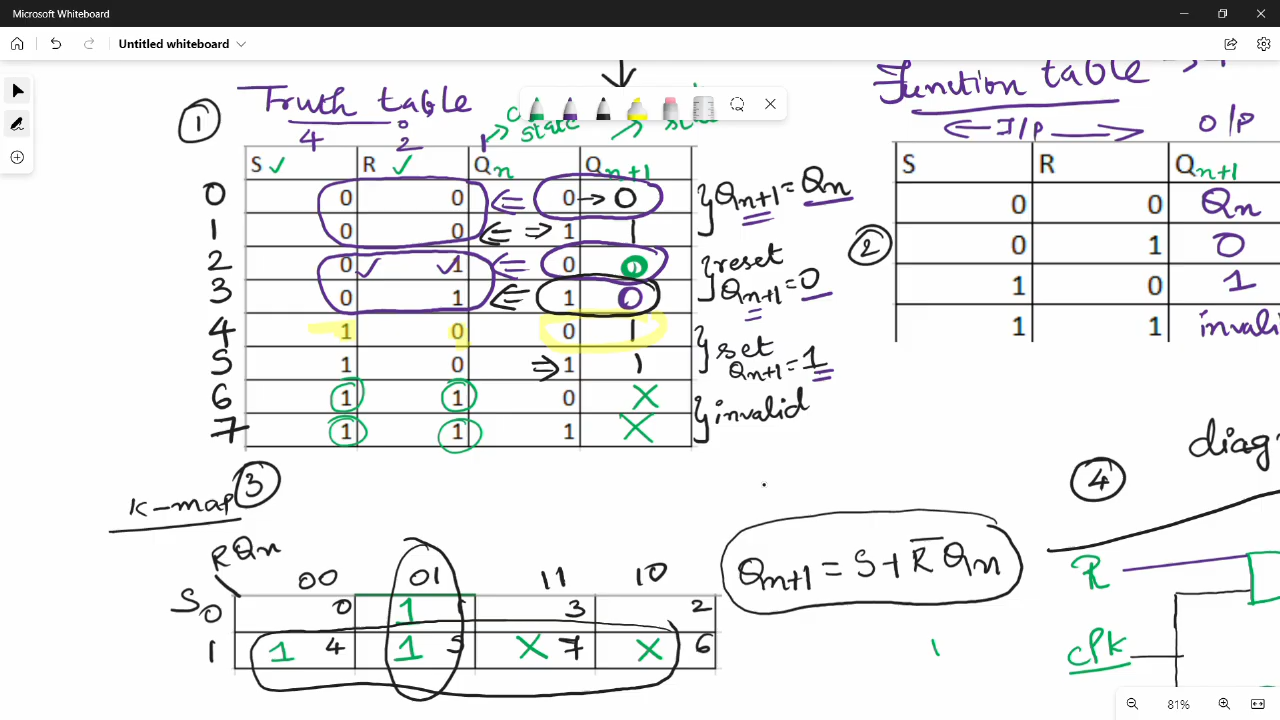 Microsoft Whiteboard
Untitled whiteboard
① Truth table
4 2 1
state
S ✓ R ✓ Qn Qn+1
0 0 0 0→0 } Qn+1 = Qn
1 0 0 ⇒ 1 1
2 0 ✓ ✓1 0 0 } reset
3 0 1 1 0 Qn+1 = 0
4 1 0 0 1 } set
5 1 0 ⇒ 1 1 Qn+1 = 1
6 1 1 0 X } invalid
7 1 1 1 X
Function table
I/P O/P
S R Qn+1
0 0 Qn
② 0 1 0
1 0 1
1 1 invali
K-map ③
RQn
S 00 01 11 10
0 0 1 1 3 2
1 1 4 1 5 X 7 X 6
Qn+1 = S + R̅ Qn
④ diag
R
clk
81%